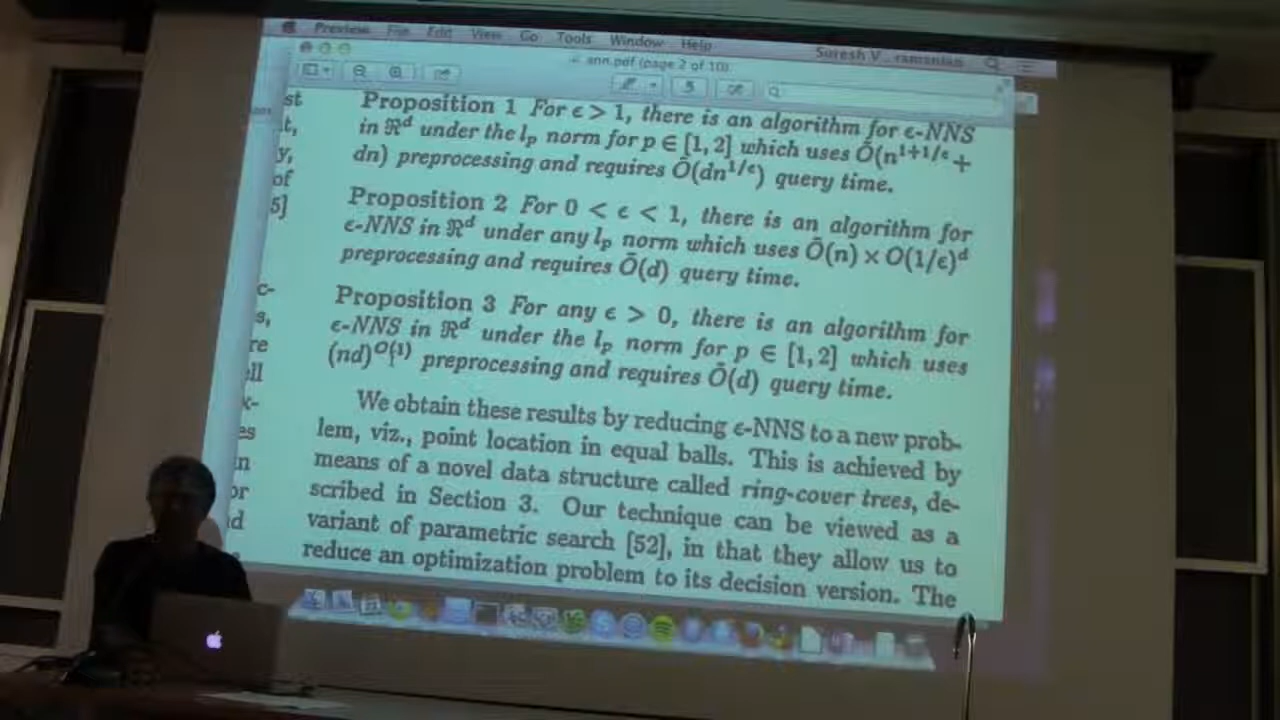 Preview File Edit View Go Tools Window Help
ann.pdf (page 2 of 10)
st
t,
y,
of
5]
c-
s,
re
ell
k-
es
in
or
d
Proposition 1 For ϵ > 1, there is an algorithm for ϵ-NNS
in ℜ^d under the l_p norm for p ∈ [1, 2] which uses Õ(n^{1+1/ϵ} +
dn) preprocessing and requires Õ(dn^{1/ϵ}) query time.
Proposition 2 For 0 < ϵ < 1, there is an algorithm for
ϵ-NNS in ℜ^d under any l_p norm which uses Õ(n) × O(1/ϵ)^d
preprocessing and requires Õ(d) query time.
Proposition 3 For any ϵ > 0, there is an algorithm for
ϵ-NNS in ℜ^d under the l_p norm for p ∈ [1, 2] which uses
(nd)^{O(1)} preprocessing and requires Õ(d) query time.
We obtain these results by reducing ϵ-NNS to a new prob-
lem, viz., point location in equal balls. This is achieved by
means of a novel data structure called ring-cover trees, de-
scribed in Section 3. Our technique can be viewed as a
variant of parametric search [52], in that they allow us to
reduce an optimization problem to its decision version. The